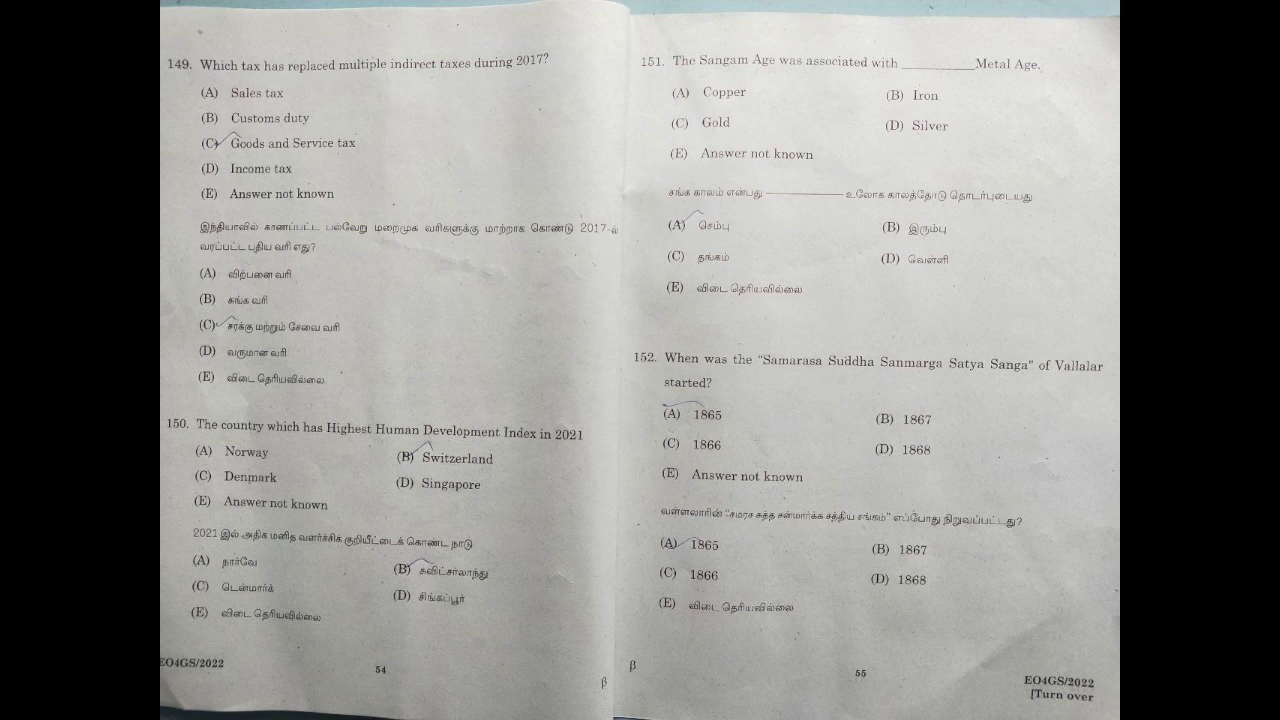 149. Which tax has replaced multiple indirect taxes during 2017?
(A) Sales tax
(B) Customs duty
(C) Goods and Service tax
(D) Income tax
(E) Answer not known
இந்தியாவில் காணப்பட்ட பல்வேறு மறைமுக வரிகளுக்கு மாற்றாக கொண்டு 2017-ல்
வரப்பட்ட புதிய வரி எது?
(A) விற்பனை வரி
(B) சுங்க வரி
(C) சரக்கு மற்றும் சேவை வரி
(D) வருமான வரி
(E) விடை தெரியவில்லை
150. The country which has Highest Human Development Index in 2021
(A) Norway (B) Switzerland
(C) Denmark (D) Singapore
(E) Answer not known
2021 இல் அதிக மனித வளர்ச்சிக் குறியீட்டைக் கொண்ட நாடு
(A) நார்வே (B) சுவிட்சர்லாந்து
(C) டென்மார்க் (D) சிங்கப்பூர்
(E) விடை தெரியவில்லை
EO4GS/2022 54 β
151. The Sangam Age was associated with __________Metal Age.
(A) Copper (B) Iron
(C) Gold (D) Silver
(E) Answer not known
சங்க காலம் என்பது __________ உலோக காலத்தோடு தொடர்புடையது
(A) செம்பு (B) இரும்பு
(C) தங்கம் (D) வெள்ளி
(E) விடை தெரியவில்லை
152. When was the “Samarasa Suddha Sanmarga Satya Sanga” of Vallalar
started?
(A) 1865 (B) 1867
(C) 1866 (D) 1868
(E) Answer not known
வள்ளலாரின் “சமரச சுத்த சன்மார்க்க சத்திய சங்கம்” எப்போது நிறுவப்பட்டது?
(A) 1865 (B) 1867
(C) 1866 (D) 1868
(E) விடை தெரியவில்லை
β 55 EO4GS/2022
[Turn over